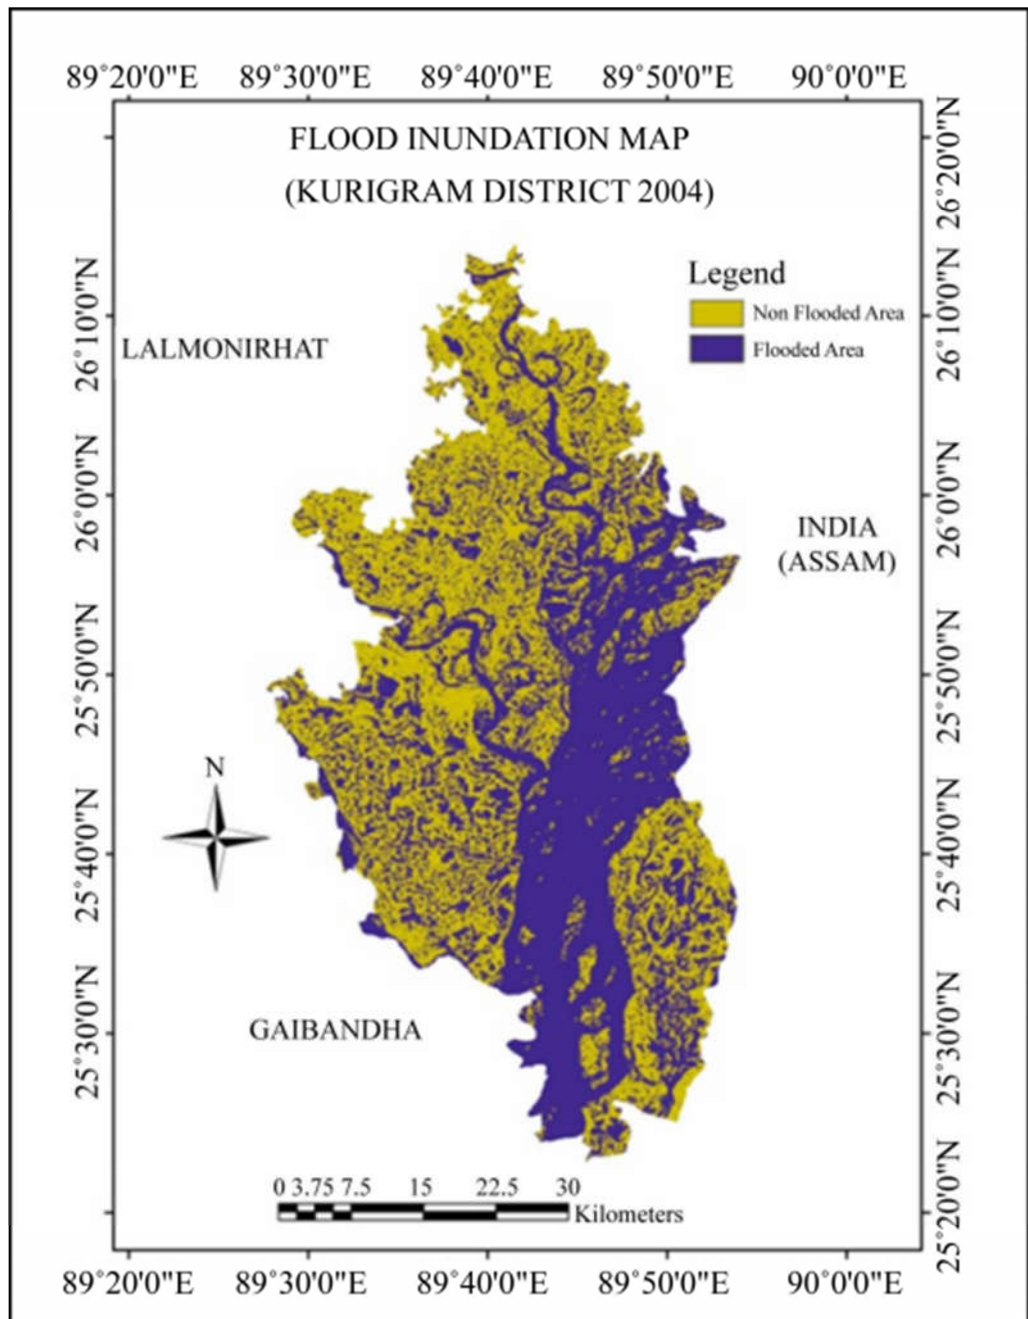 89°20'0"E 89°30'0"E 89°40'0"E 89°50'0"E 90°0'0"E
FLOOD INUNDATION MAP
(KURIGRAM DISTRICT 2004)
Legend
Non Flooded Area
Flooded Area
LALMONIRHAT
INDIA
(ASSAM)
N
GAIBANDHA
0 3.75 7.5 15 22.5 30
Kilometers
26°10'0"N
26°0'0"N
25°50'0"N
25°40'0"N
25°30'0"N
26°20'0"N
26°10'0"N
26°0'0"N
25°50'0"N
25°40'0"N
25°30'0"N
25°20'0"N
89°20'0"E 89°30'0"E 89°40'0"E 89°50'0"E 90°0'0"E